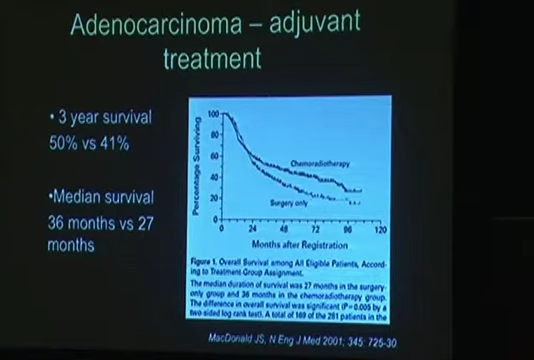 Adenocarcinoma – adjuvant
treatment
• 3 year survival
50% vs 41%
•Median survival
36 months vs 27
months
Percentage Surviving
100
80
60
40
20
0
Chemoradiotherapy
Surgery only
0 24 48 72 96 120
Months after Registration
Figure 1. Overall Survival among All Eligible Patients, Accord-
ing to Treatment-Group Assignment.
The median duration of survival was 27 months in the surgery-
only group and 36 months in the chemoradiotherapy group.
The difference in overall survival was significant (P=0.005 by a
two-sided log rank test). A total of 169 of the 281 patients in the
MacDonald JS, N Eng J Med 2001; 345: 725-30